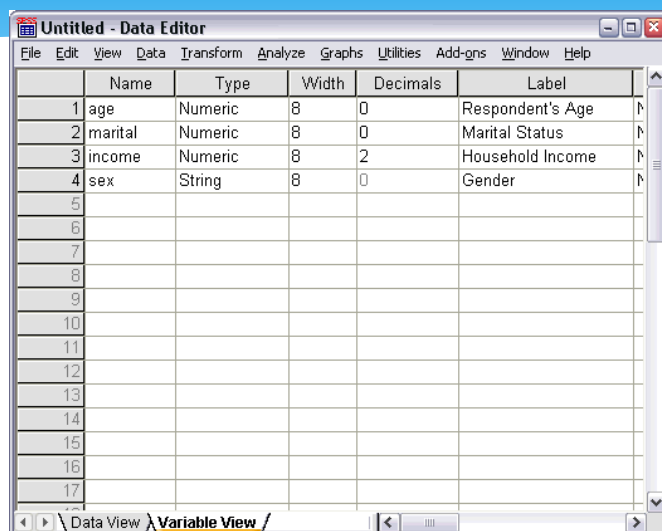 Untitled - Data Editor
File Edit View Data Transform Analyze Graphs Utilities Add-ons Window Help
Name Type Width Decimals Label
1 age Numeric 8 0 Respondent's Age
2 marital Numeric 8 0 Marital Status
3 income Numeric 8 2 Household Income
4 sex String 8 0 Gender
5
6
7
8
9
10
11
12
13
14
15
16
17
Data View Variable View